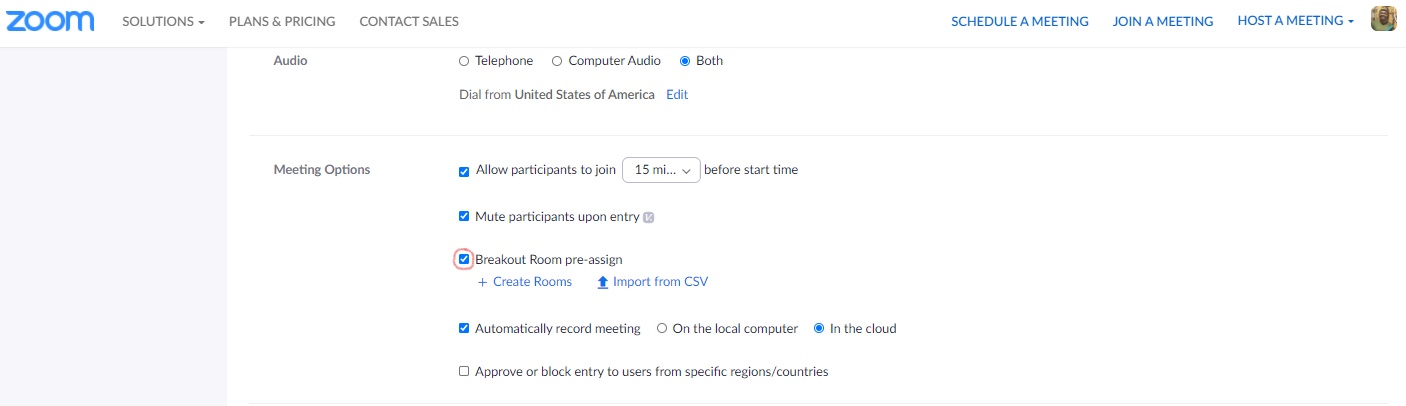 zoom SOLUTIONS PLANS & PRICING CONTACT SALES SCHEDULE A MEETING JOIN A MEETING HOST A MEETING
Audio Telephone Computer Audio Both
Dial from United States of America Edit
Meeting Options Allow participants to join 15 mi... before start time
Mute participants upon entry
Breakout Room pre-assign
+ Create Rooms Import from CSV
Automatically record meeting On the local computer In the cloud
Approve or block entry to users from specific regions/countries